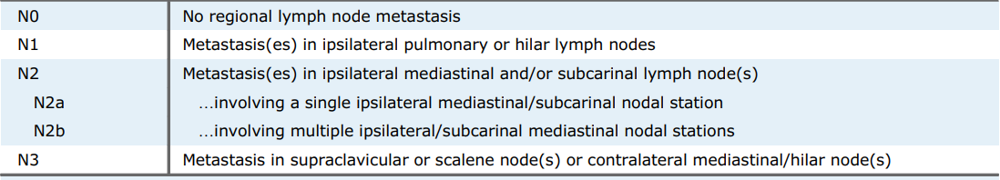 N0 No regional lymph node metastasis
N1 Metastasis(es) in ipsilateral pulmonary or hilar lymph nodes
N2 Metastasis(es) in ipsilateral mediastinal and/or subcarinal lymph node(s)
N2a ...involving a single ipsilateral mediastinal/subcarinal nodal station
N2b ...involving multiple ipsilateral/subcarinal mediastinal nodal stations
N3 Metastasis in supraclavicular or scalene node(s) or contralateral mediastinal/hilar node(s)